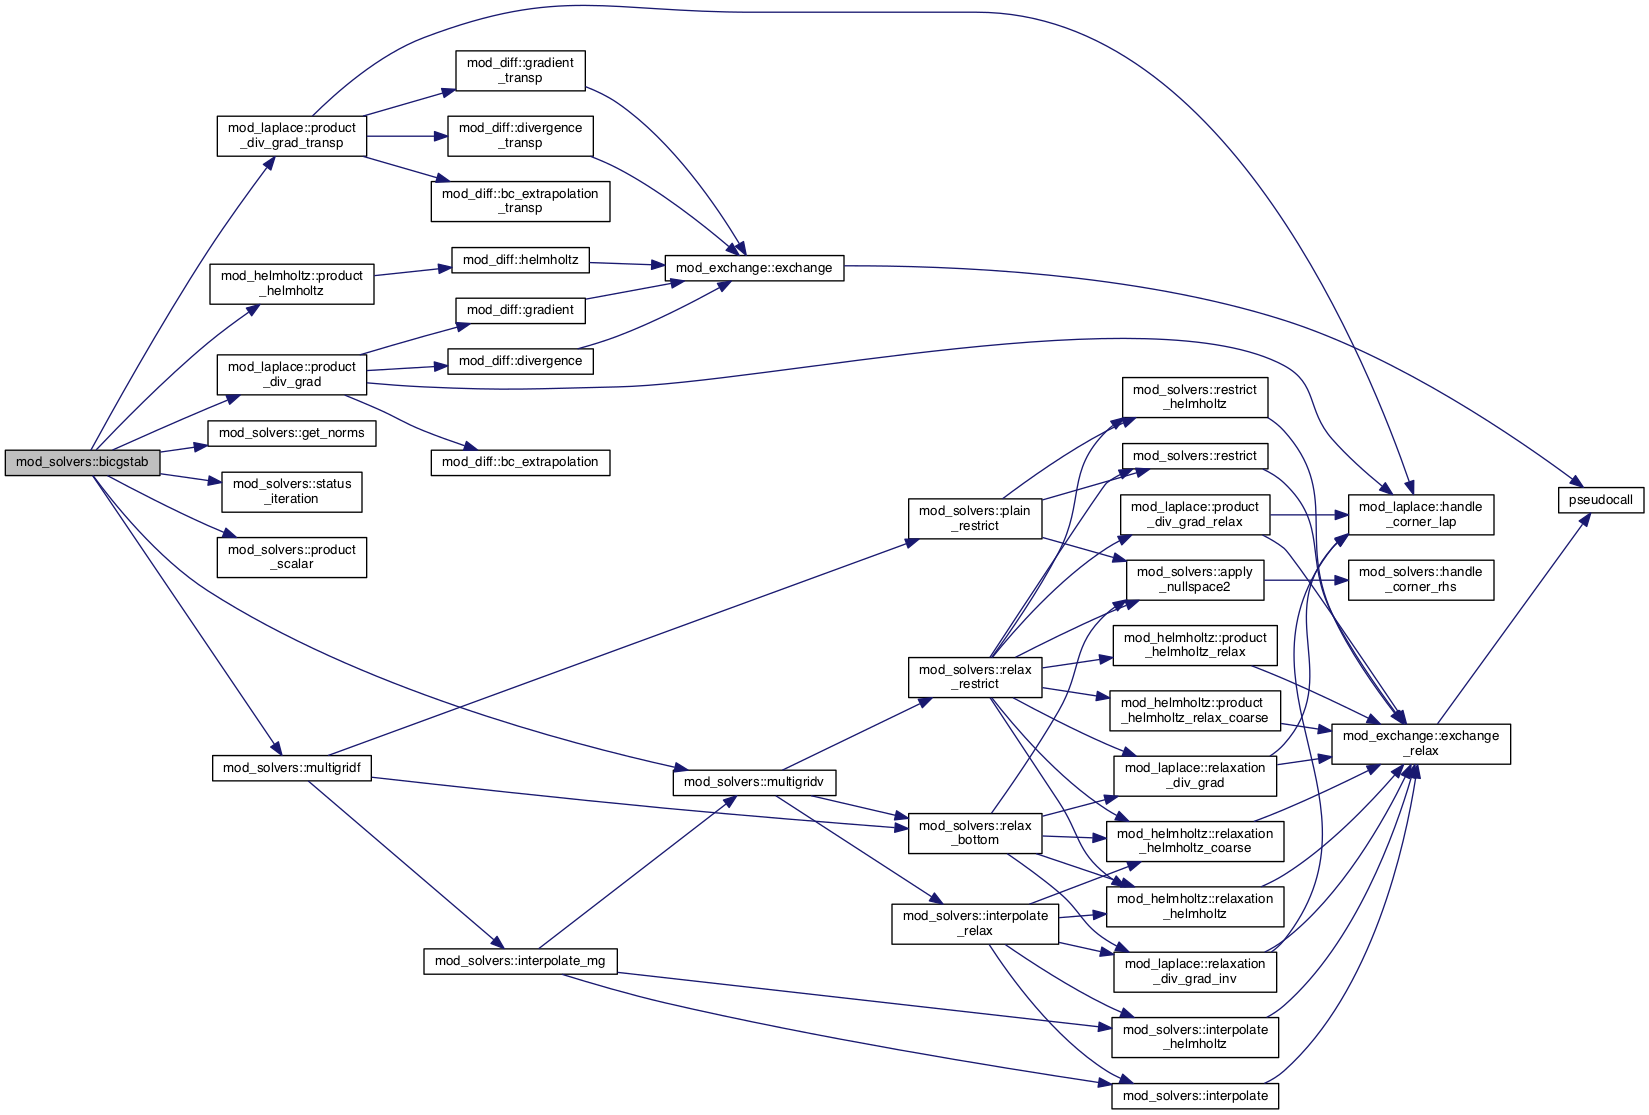 mod_solvers::bicgstab
mod_laplace::product
_div_grad_transp
mod_helmholtz::product
_helmholtz
mod_laplace::product
_div_grad
mod_solvers::get_norms
mod_solvers::status
_iteration
mod_solvers::product
_scalar
mod_solvers::multigridf
mod_diff::gradient
_transp
mod_diff::divergence
_transp
mod_diff::bc_extrapolation
_transp
mod_diff::helmholtz
mod_diff::gradient
mod_diff::divergence
mod_diff::bc_extrapolation
mod_solvers::interpolate_mg
mod_exchange::exchange
mod_solvers::multigridv
mod_solvers::plain
_restrict
mod_solvers::relax
_restrict
mod_solvers::relax
_bottom
mod_solvers::interpolate
_relax
mod_solvers::restrict
_helmholtz
mod_solvers::restrict
mod_laplace::product
_div_grad_relax
mod_solvers::apply
_nullspace2
mod_helmholtz::product
_helmholtz_relax
mod_helmholtz::product
_helmholtz_relax_coarse
mod_laplace::relaxation
_div_grad
mod_helmholtz::relaxation
_helmholtz_coarse
mod_helmholtz::relaxation
_helmholtz
mod_laplace::relaxation
_div_grad_inv
mod_solvers::interpolate
_helmholtz
mod_solvers::interpolate
mod_laplace::handle
_corner_lap
mod_solvers::handle
_corner_rhs
mod_exchange::exchange
_relax
pseudocall